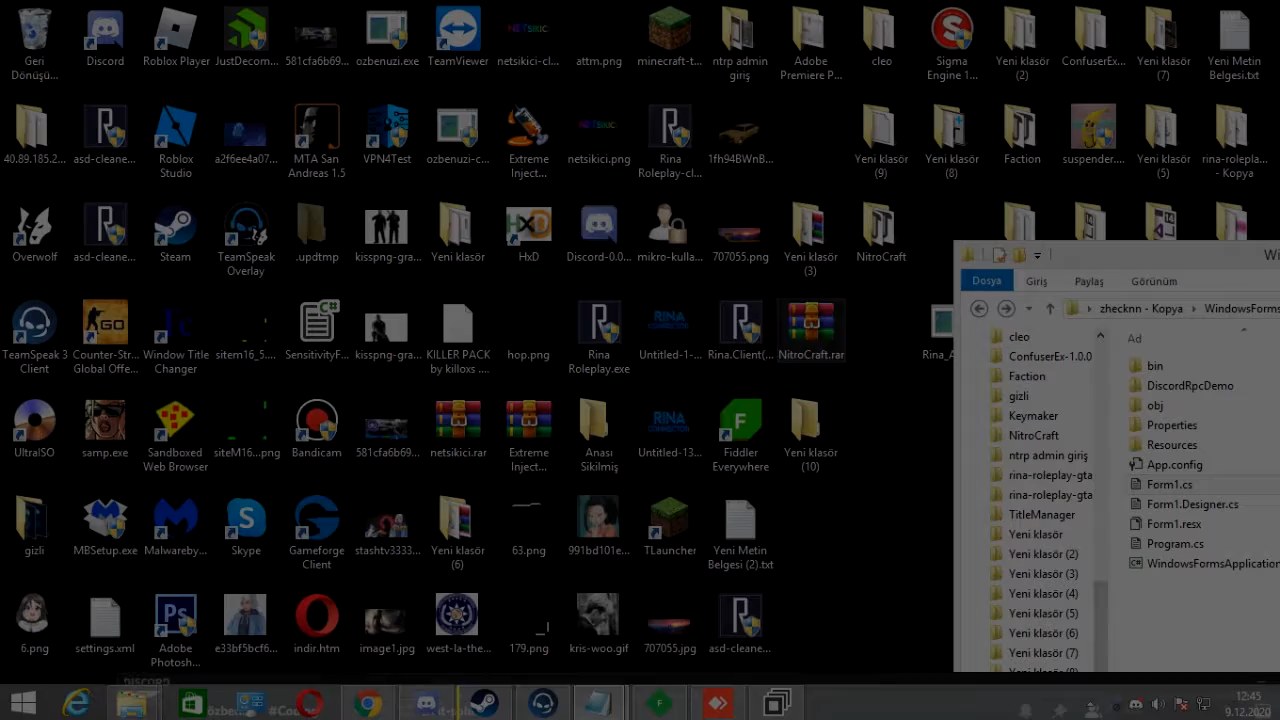 Geri Dönüşü...
Discord
Roblox Player
JustDecom...
581cfa6b69...
ozbenuzi.exe
TeamViewer
netsikici-cl...
attm.png
minecraft-t...
ntrp admin giriş
Adobe Premiere P...
cleo
Sigma Engine 1...
Yeni klasör (2)
ConfuserEx...
Yeni klasör (7)
Yeni Metin Belgesi.txt
40.89.185.2...
asd-cleane...
Roblox Studio
a2f6ee4a07...
MTA San Andreas 1.5
VPN4Test
ozbenuzi-c...
Extreme Inject...
netsikici.png
Rina Roleplay-cl...
1fh94BWnB...
Yeni klasör (9)
Yeni klasör (8)
Faction
suspender....
Yeni klasör (5)
rina-rolepla... - Kopya
Overwolf
asd-cleane...
Steam
TeamSpeak Overlay
.updtmp
kisspng-gra...
Yeni klasör
HxD
Discord-0.0...
mikro-kulla...
707055.png
Yeni klasör (3)
NitroCraft
TeamSpeak 3 Client
Counter-Str... Global Offe...
Window Title Changer
sitem16_5....
SensitivityF...
kisspng-gra...
KILLER PACK by killoxs ....
hop.png
Rina Roleplay.exe
Untitled-1-...
Rina.Client(...
NitroCraft.rar
Rina_A
UltraISO
samp.exe
Sandboxed Web Browser
siteM16...png
Bandicam
581cfa6b69...
netsikici.rar
Extreme Inject...
Anası Sikilmiş
Untitled-13...
Fiddler Everywhere
Yeni klasör (10)
gizli
MBSetup.exe
Malwareby...
Skype
Gameforge Client
stashtv3333...
Yeni klasör (6)
63.png
991bd101e...
TLauncher
Yeni Metin Belgesi (2).txt
6.png
settings.xml
Adobe Photosh...
e33bf5bcf6...
indir.htm
image1.jpg
west-la-the...
179.png
kris-woo.gif
707055.jpg
asd-cleane...
Dosya Giriş Paylaş Görünüm
zhecknn - Kopya WindowsForms
cleo
ConfuserEx-1.0.0
Faction
gizli
Keymaker
NitroCraft
ntrp admin giriş
rina-roleplay-gta
rina-roleplay-gta
TitleManager
Yeni klasör
Yeni klasör (2)
Yeni klasör (3)
Yeni klasör (4)
Yeni klasör (5)
Yeni klasör (6)
Yeni klasör (7)
Ad
bin
DiscordRpcDemo
obj
Properties
Resources
App.config
Form1.cs
Form1.Designer.cs
Form1.resx
Program.cs
WindowsFormsApplication
DISCORD
12:45
9.12.2020